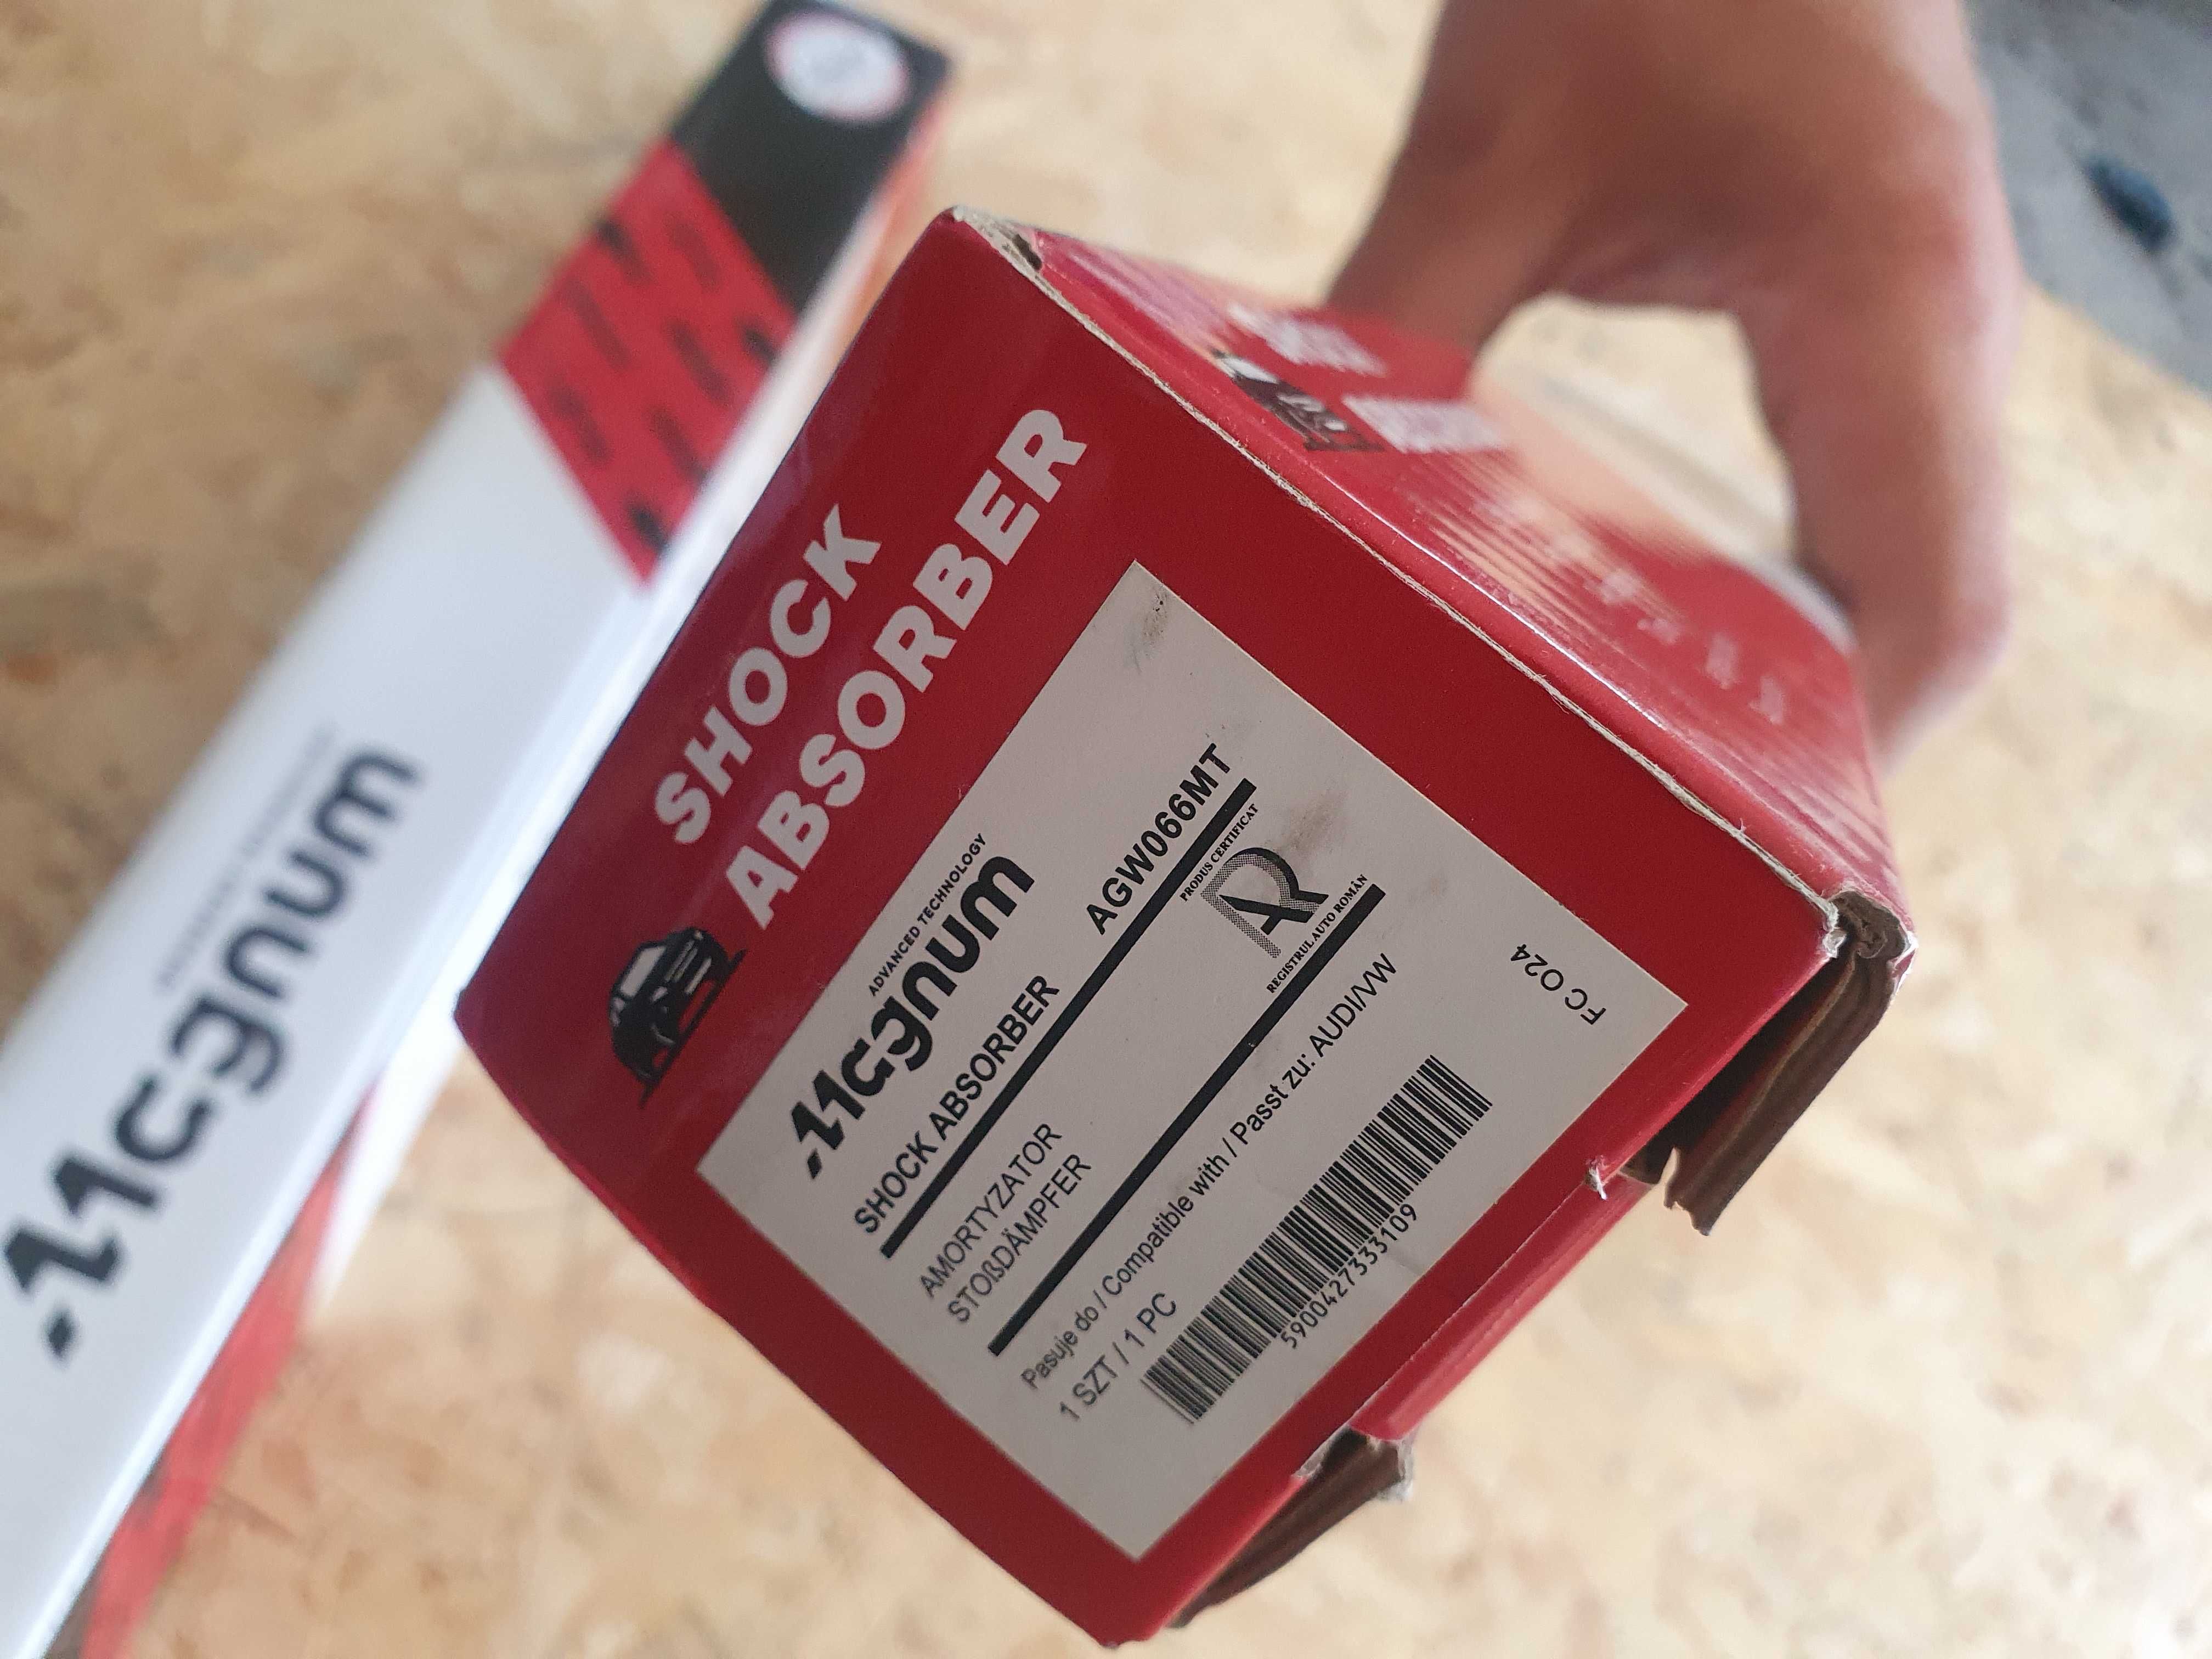 Magnum
SHOCK
ABSORBER
ADVANCED TECHNOLOGY
Magnum
SHOCK ABSORBER AGW066MT
AMORTYZATOR
STOßDÄMPFER
PRODUS CERTIFICAT
REGISTRUL AUTO ROMÂN
Pasuje do / Compatible with / Passt zu: AUDI/VW
1 SZT / 1 PC
5900427333109
FC O24